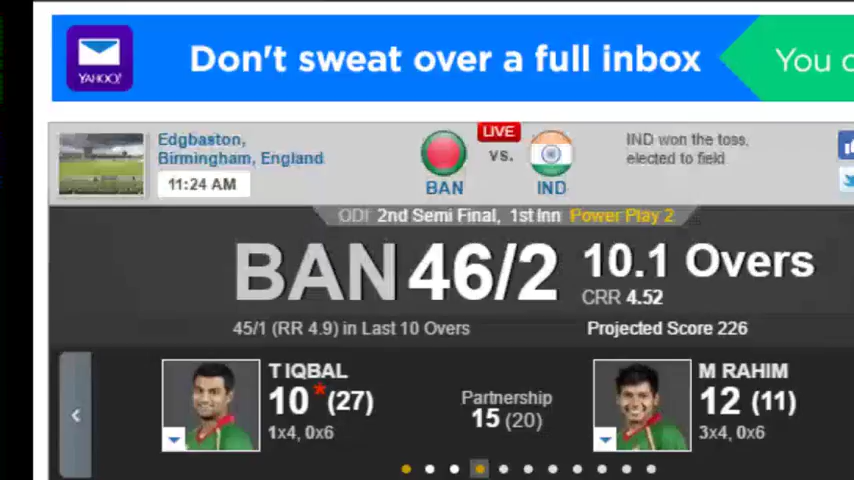 YAHOO!
Don't sweat over a full inbox
You
Edgbaston,
Birmingham, England
11:24 AM
LIVE
BAN vs. IND
IND won the toss,
elected to field
ODI 2nd Semi Final, 1st Inn Power Play 2
BAN 46/2
10.1 Overs
CRR 4.52
45/1 (RR 4.9) in Last 10 Overs
Projected Score 226
T IQBAL
10*(27)
1x4, 0x6
Partnership
15 (20)
M RAHIM
12 (11)
3x4, 0x6